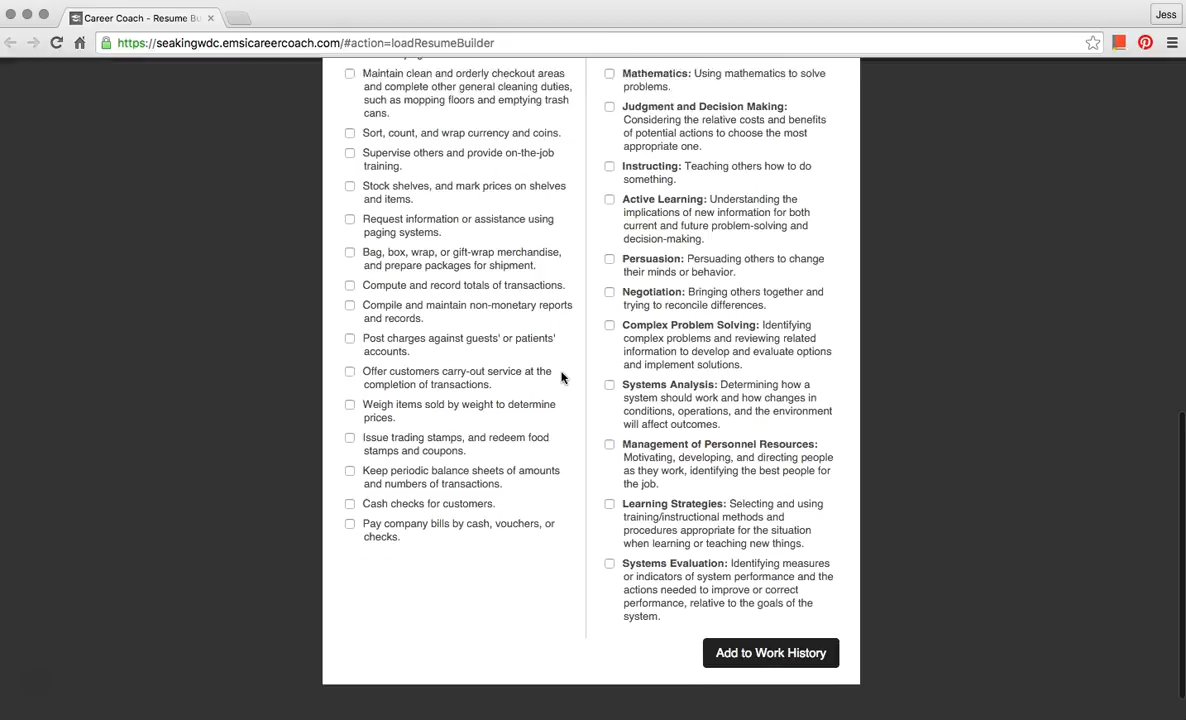 Career Coach - Resume Bu
Jess
https://seakingwdc.emsicareercoach.com/#action=loadResumeBuilder
Maintain clean and orderly checkout areas
and complete other general cleaning duties,
such as mopping floors and emptying trash
cans.
Sort, count, and wrap currency and coins.
Supervise others and provide on-the-job
training.
Stock shelves, and mark prices on shelves
and items.
Request information or assistance using
paging systems.
Bag, box, wrap, or gift-wrap merchandise,
and prepare packages for shipment.
Compute and record totals of transactions.
Compile and maintain non-monetary reports
and records.
Post charges against guests' or patients'
accounts.
Offer customers carry-out service at the
completion of transactions.
Weigh items sold by weight to determine
prices.
Issue trading stamps, and redeem food
stamps and coupons.
Keep periodic balance sheets of amounts
and numbers of transactions.
Cash checks for customers.
Pay company bills by cash, vouchers, or
checks.
Mathematics: Using mathematics to solve
problems.
Judgment and Decision Making:
Considering the relative costs and benefits
of potential actions to choose the most
appropriate one.
Instructing: Teaching others how to do
something.
Active Learning: Understanding the
implications of new information for both
current and future problem-solving and
decision-making.
Persuasion: Persuading others to change
their minds or behavior.
Negotiation: Bringing others together and
trying to reconcile differences.
Complex Problem Solving: Identifying
complex problems and reviewing related
information to develop and evaluate options
and implement solutions.
Systems Analysis: Determining how a
system should work and how changes in
conditions, operations, and the environment
will affect outcomes.
Management of Personnel Resources:
Motivating, developing, and directing people
as they work, identifying the best people for
the job.
Learning Strategies: Selecting and using
training/instructional methods and
procedures appropriate for the situation
when learning or teaching new things.
Systems Evaluation: Identifying measures
or indicators of system performance and the
actions needed to improve or correct
performance, relative to the goals of the
system.
Add to Work History